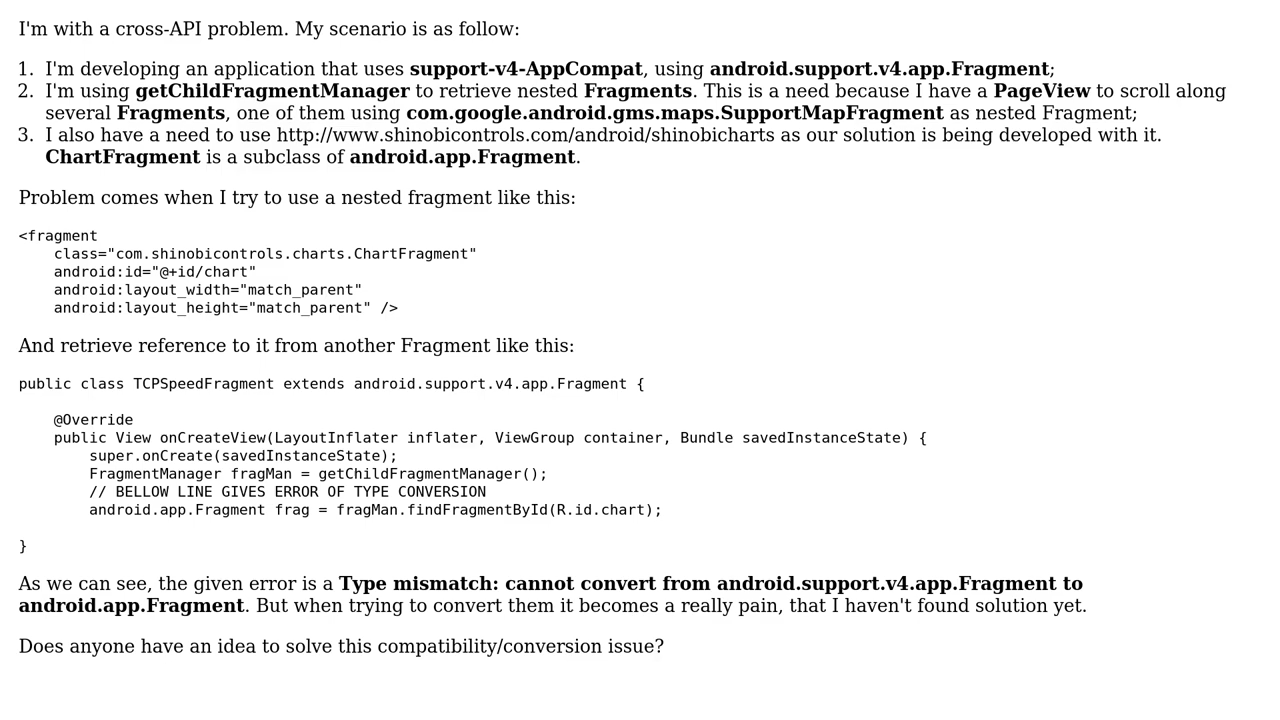 I'm with a cross-API problem. My scenario is as follow:
1. I'm developing an application that uses support-v4-AppCompat, using android.support.v4.app.Fragment;
2. I'm using getChildFragmentManager to retrieve nested Fragments. This is a need because I have a PageView to scroll along
several Fragments, one of them using com.google.android.gms.maps.SupportMapFragment as nested Fragment;
3. I also have a need to use http://www.shinobicontrols.com/android/shinobicharts as our solution is being developed with it.
ChartFragment is a subclass of android.app.Fragment.
Problem comes when I try to use a nested fragment like this:
<fragment
    class="com.shinobicontrols.charts.ChartFragment"
    android:id="@+id/chart"
    android:layout_width="match_parent"
    android:layout_height="match_parent" />
And retrieve reference to it from another Fragment like this:
public class TCPSpeedFragment extends android.support.v4.app.Fragment {
    @Override
    public View onCreateView(LayoutInflater inflater, ViewGroup container, Bundle savedInstanceState) {
        super.onCreate(savedInstanceState);
        FragmentManager fragMan = getChildFragmentManager();
        // BELLOW LINE GIVES ERROR OF TYPE CONVERSION
        android.app.Fragment frag = fragMan.findFragmentById(R.id.chart);
}
As we can see, the given error is a Type mismatch: cannot convert from android.support.v4.app.Fragment to
android.app.Fragment. But when trying to convert them it becomes a really pain, that I haven't found solution yet.
Does anyone have an idea to solve this compatibility/conversion issue?